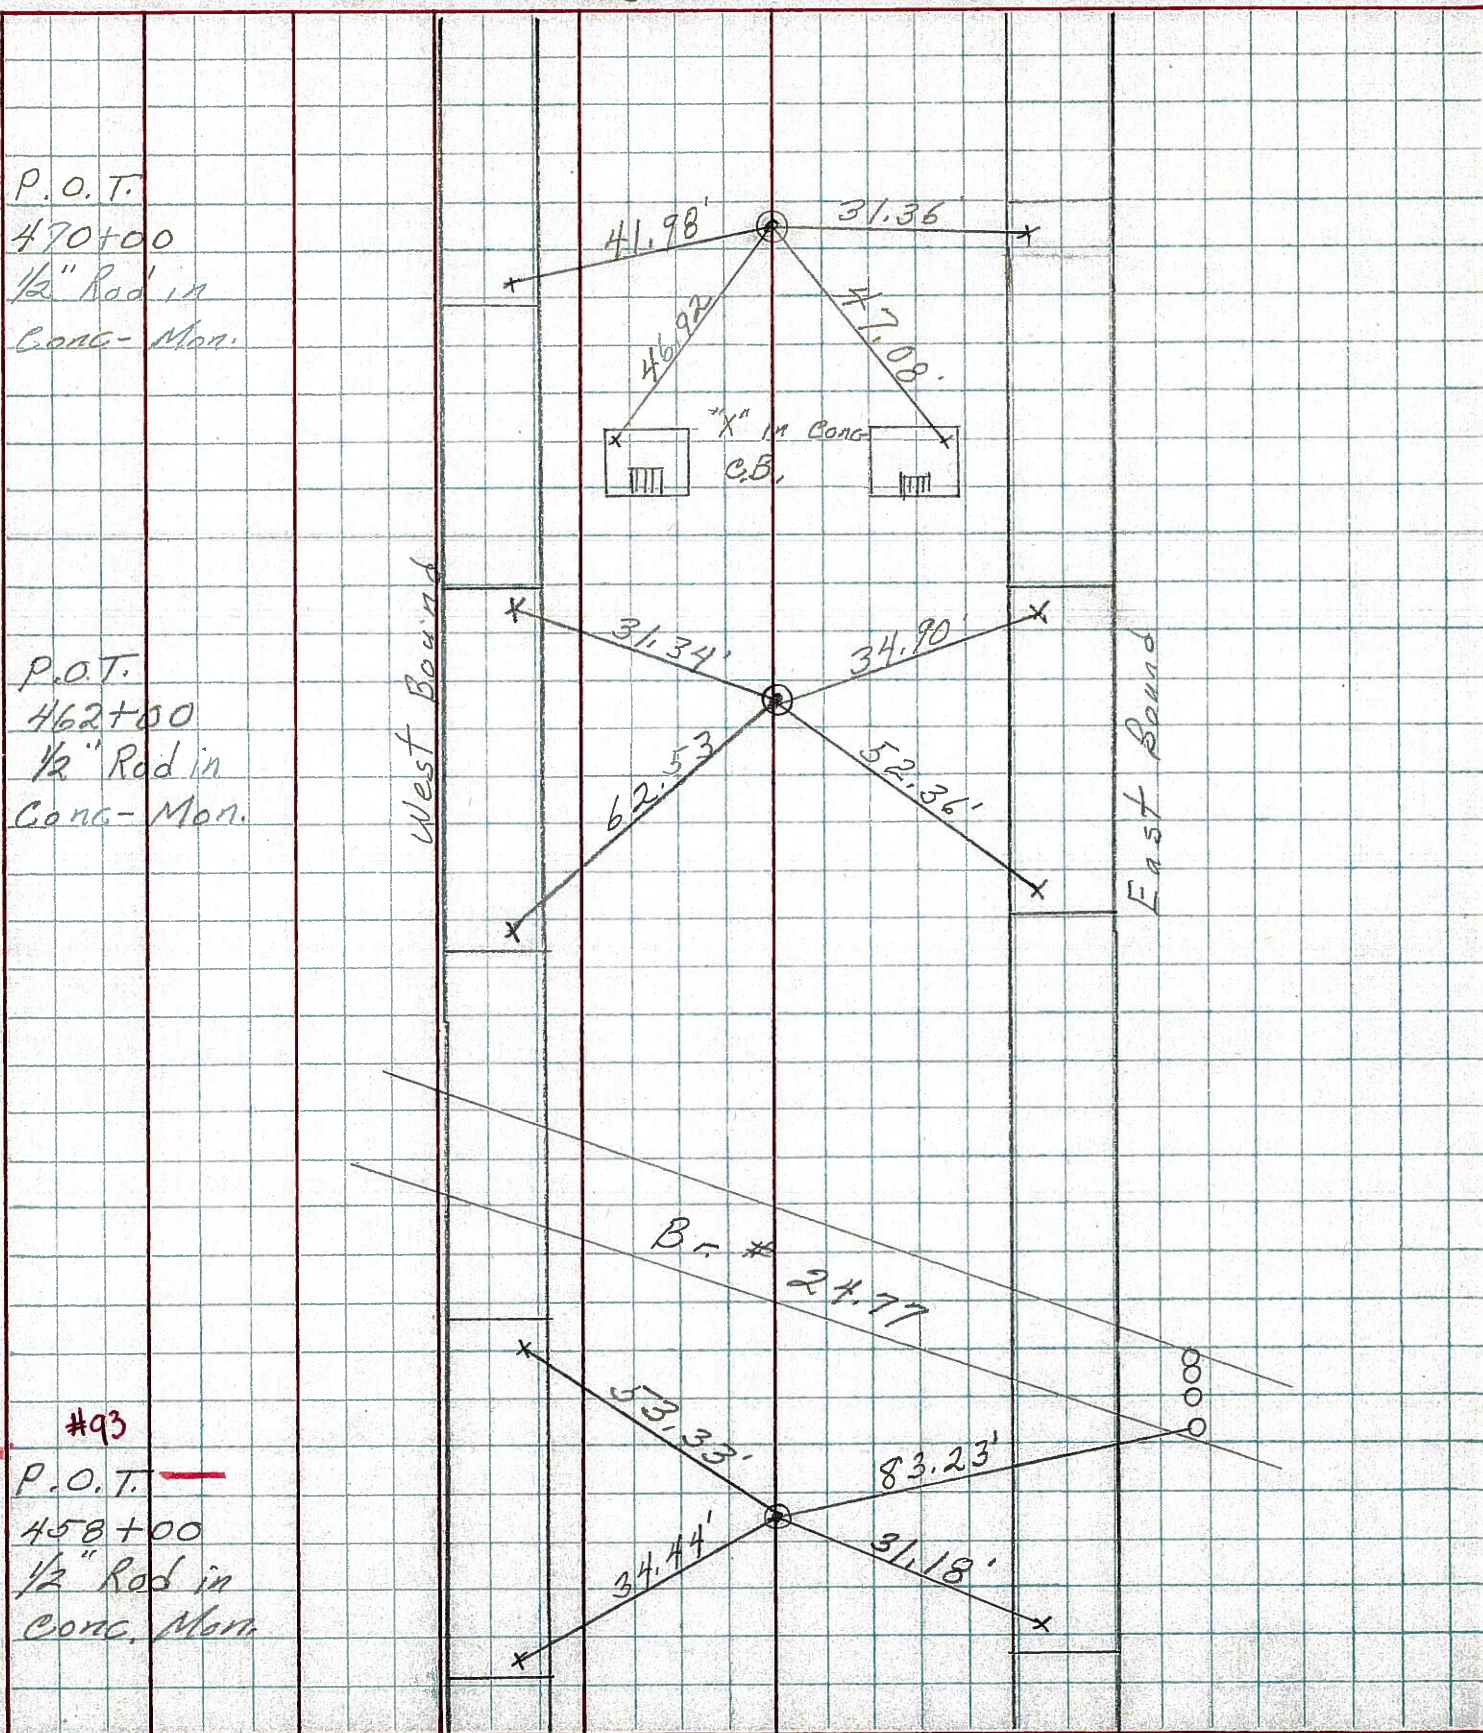 P.O.T.
470+00
1/2" Rod in
Conc- Mon.
41.98'
31.36'
46.92
47.08
"X" in Conc
C.B.
West Bound
East Bound
P.O.T.
462+00
1/2" Rod in
Conc- Mon.
31.34'
34.90'
62.53
52.36'
Br. #
24.77
#93
P.O.T.
458+00
1/2" Rod in
Conc. Mon.
53.33'
83.23'
34.44'
31.18'